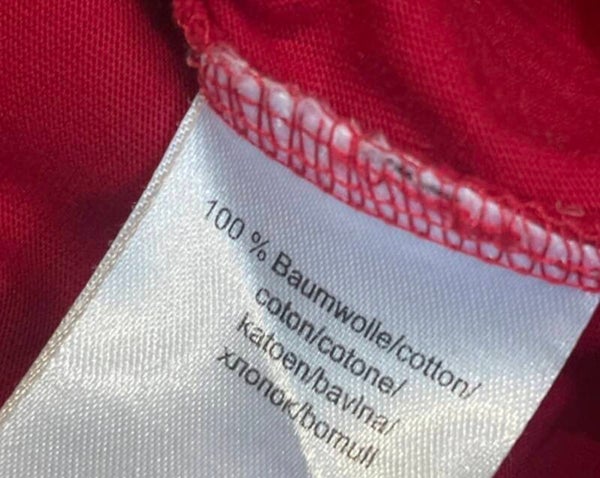 100 % Baumwolle/cotton/
coton/cotone/
katoen/bavlna/
хлопок/bomull